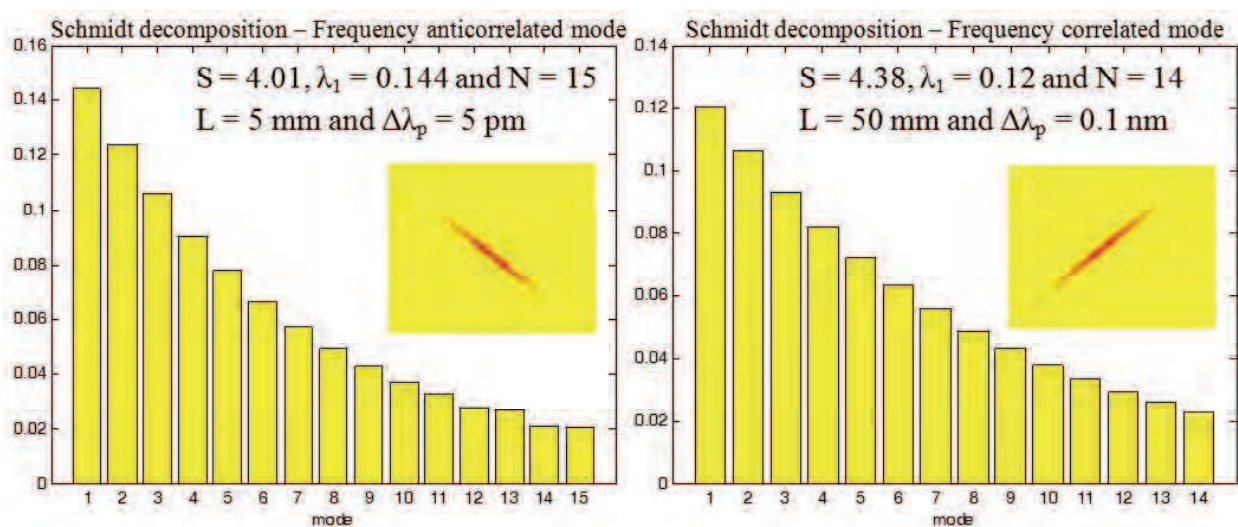 Schmidt decomposition – Frequency anticorrelated mode
S = 4.01, λ₁ = 0.144 and N = 15
L = 5 mm and Δλₚ = 5 pm
0.16
0.14
0.12
0.1
0.08
0.06
0.04
0.02
0
1 2 3 4 5 6 7 8 9 10 11 12 13 14 15
mode
Schmidt decomposition – Frequency correlated mode
S = 4.38, λ₁ = 0.12 and N = 14
L = 50 mm and Δλₚ = 0.1 nm
0.14
0.12
0.1
0.08
0.06
0.04
0.02
0
1 2 3 4 5 6 7 8 9 10 11 12 13 14
mode